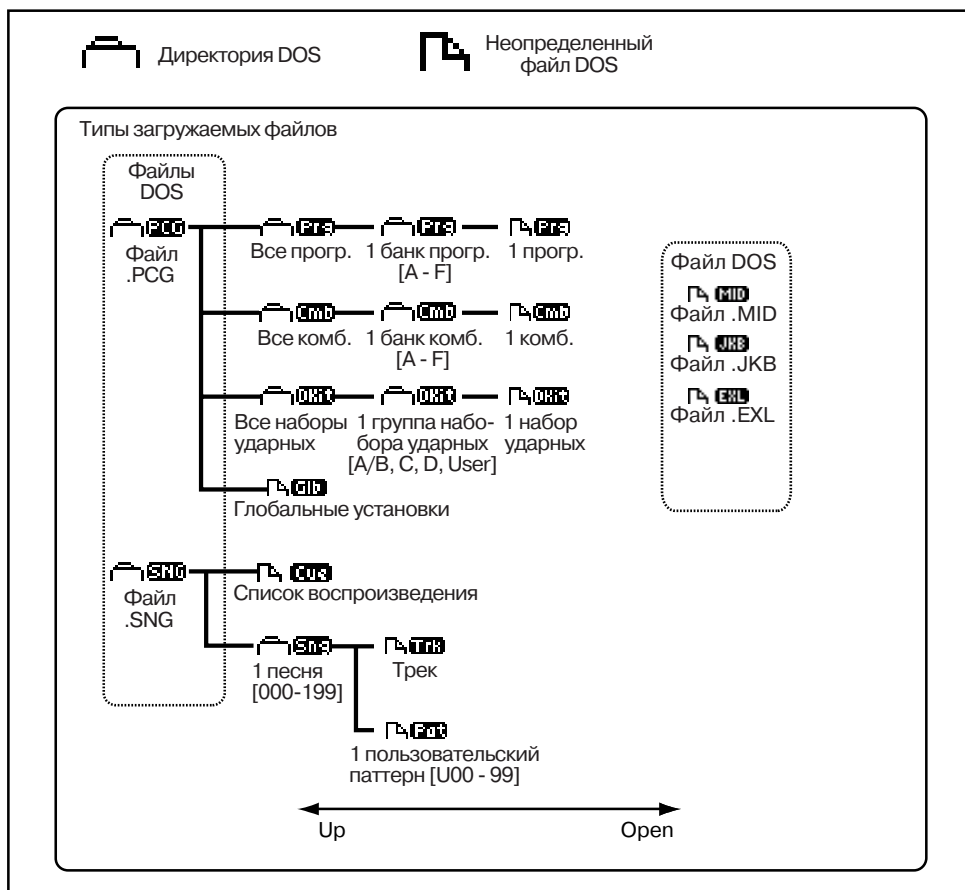 Директория DOS
Неопределенный
файл DOS
Типы загружаемых файлов
Файлы
DOS
PCG
Файл
.PCG
Prg
Все прогр.
Prg
1 банк прогр.
[A - F]
Prg
1 прогр.
Cmb
Все комб.
Cmb
1 банк комб.
[A - F]
Cmb
1 комб.
DKit
Все наборы
ударных
DKit
1 группа набо-
бора ударных
[A/B, C, D, User]
DKit
1 набор
ударных
Glb
Глобальные установки
SNG
Файл
.SNG
Cue
Список воспроизведения
Sng
1 песня
[000-199]
Trk
Трек
Pat
1 пользовательский
паттерн [U00 - 99]
Файл DOS
MID
Файл .MID
JKB
Файл .JKB
EXL
Файл .EXL
Up
Open